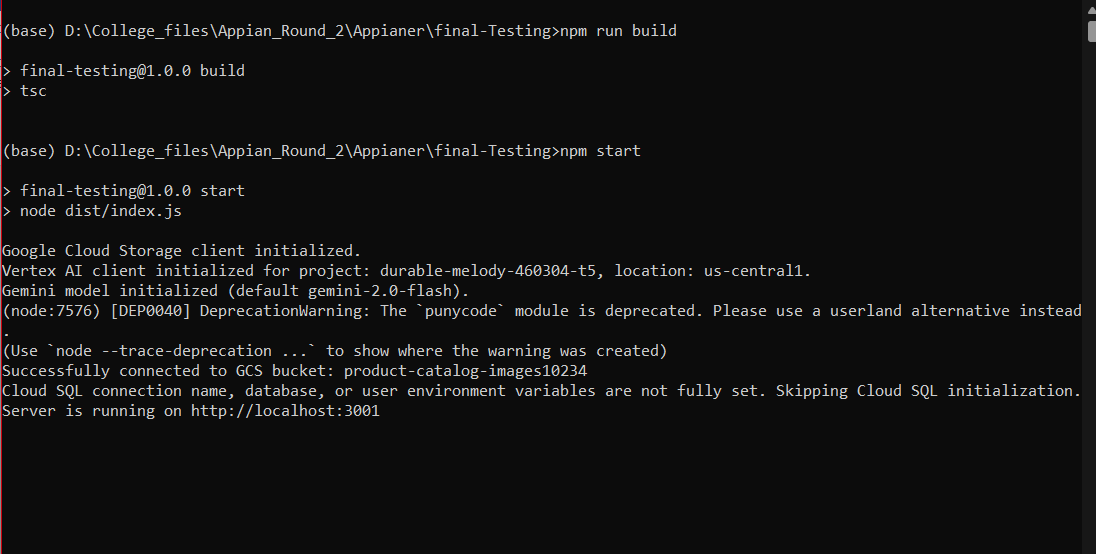 (base) D:\College_files\Appian_Round_2\Appianer\final-Testing>npm run build
> final-testing@1.0.0 build
> tsc
(base) D:\College_files\Appian_Round_2\Appianer\final-Testing>npm start
> final-testing@1.0.0 start
> node dist/index.js
Google Cloud Storage client initialized.
Vertex AI client initialized for project: durable-melody-460304-t5, location: us-central1.
Gemini model initialized (default gemini-2.0-flash).
(node:7576) [DEP0040] DeprecationWarning: The `punycode` module is deprecated. Please use a userland alternative instead
.
(Use `node --trace-deprecation ...` to show where the warning was created)
Successfully connected to GCS bucket: product-catalog-images10234
Cloud SQL connection name, database, or user environment variables are not fully set. Skipping Cloud SQL initialization.
Server is running on http://localhost:3001